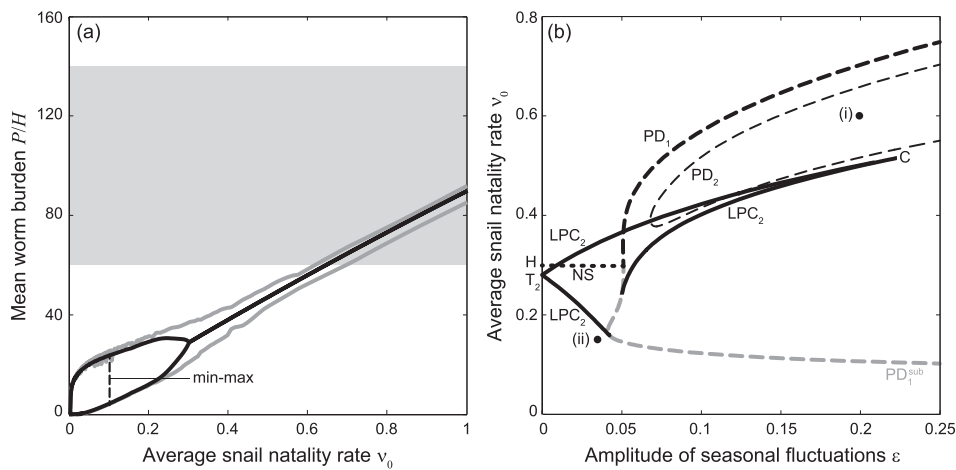 (a)
160
120
80
40
0
Mean worm burden P/H
min-max
0 0.2 0.4 0.6 0.8 1
Average snail natality rate ν₀
(b)
0.8
0.6
0.4
0.2
0
Average snail natality rate ν₀
(i)
PD₁
PD₂
C
LPC₂
LPC₂
H
NS
T₂
LPC₂
(ii)
PD₁ˢᵘᵇ
0 0.05 0.1 0.15 0.20 0.25
Amplitude of seasonal fluctuations ε